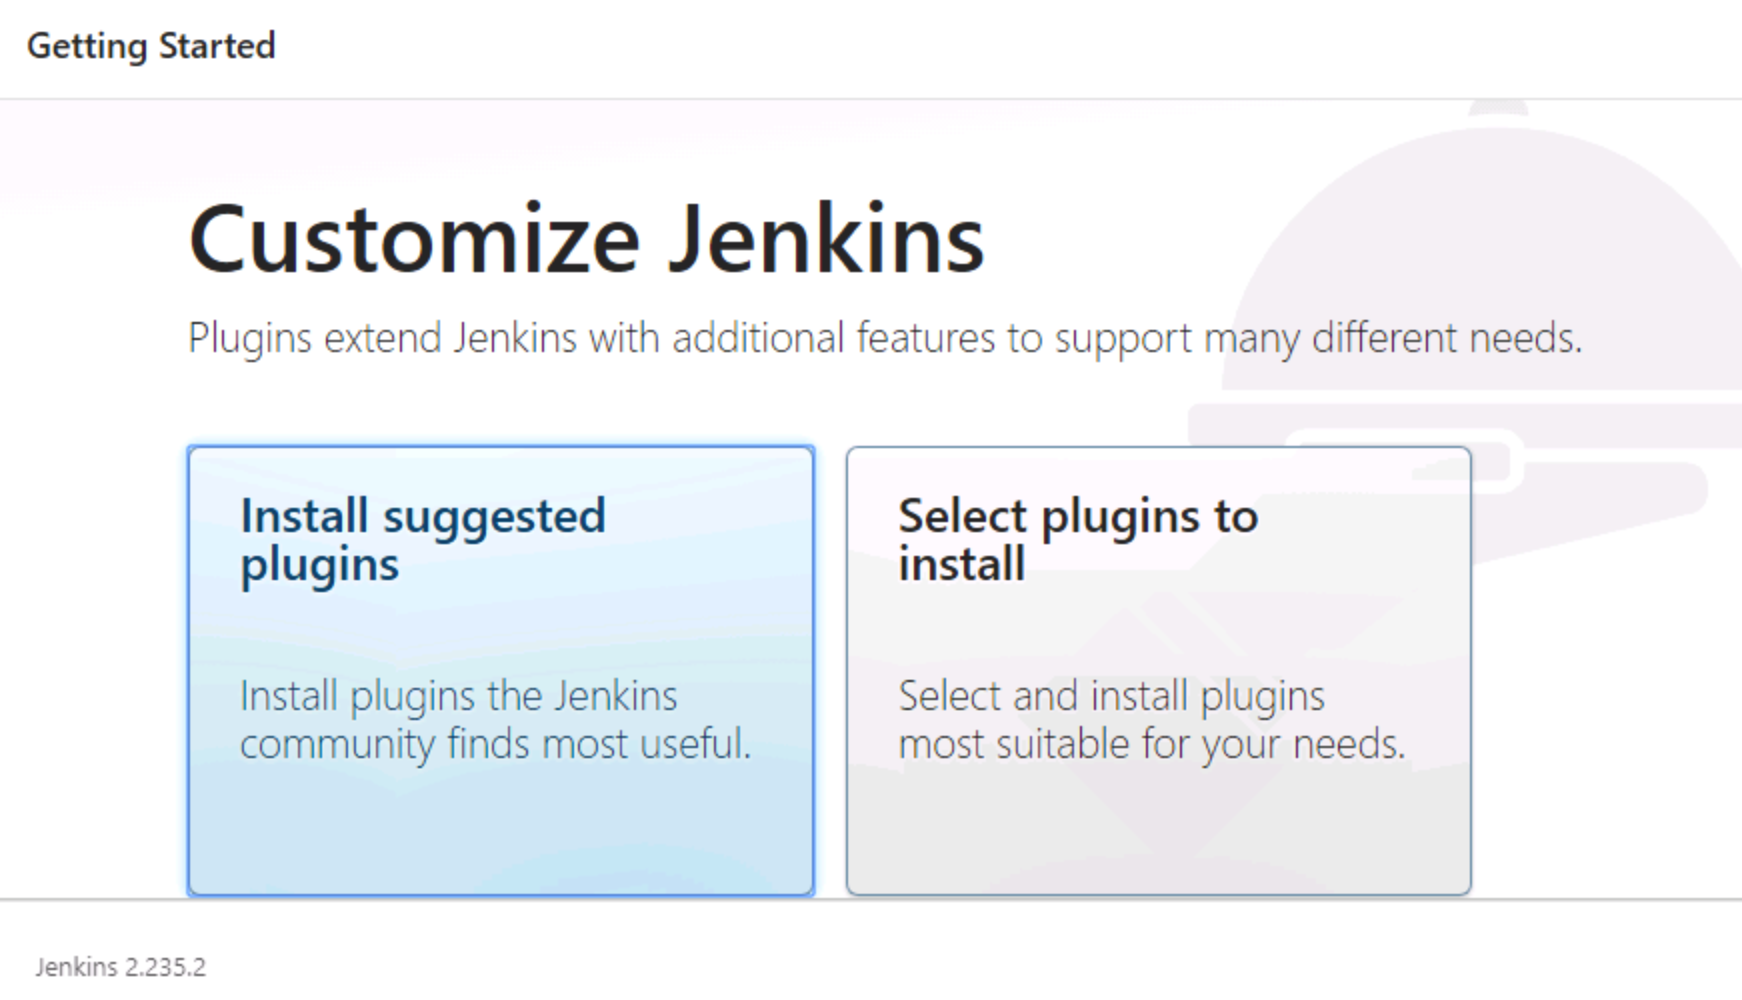 Getting Started
Customize Jenkins
Plugins extend Jenkins with additional features to support many different needs.
Install suggested
plugins
Install plugins the Jenkins
community finds most useful.
Select plugins to
install
Select and install plugins
most suitable for your needs.
Jenkins 2.235.2